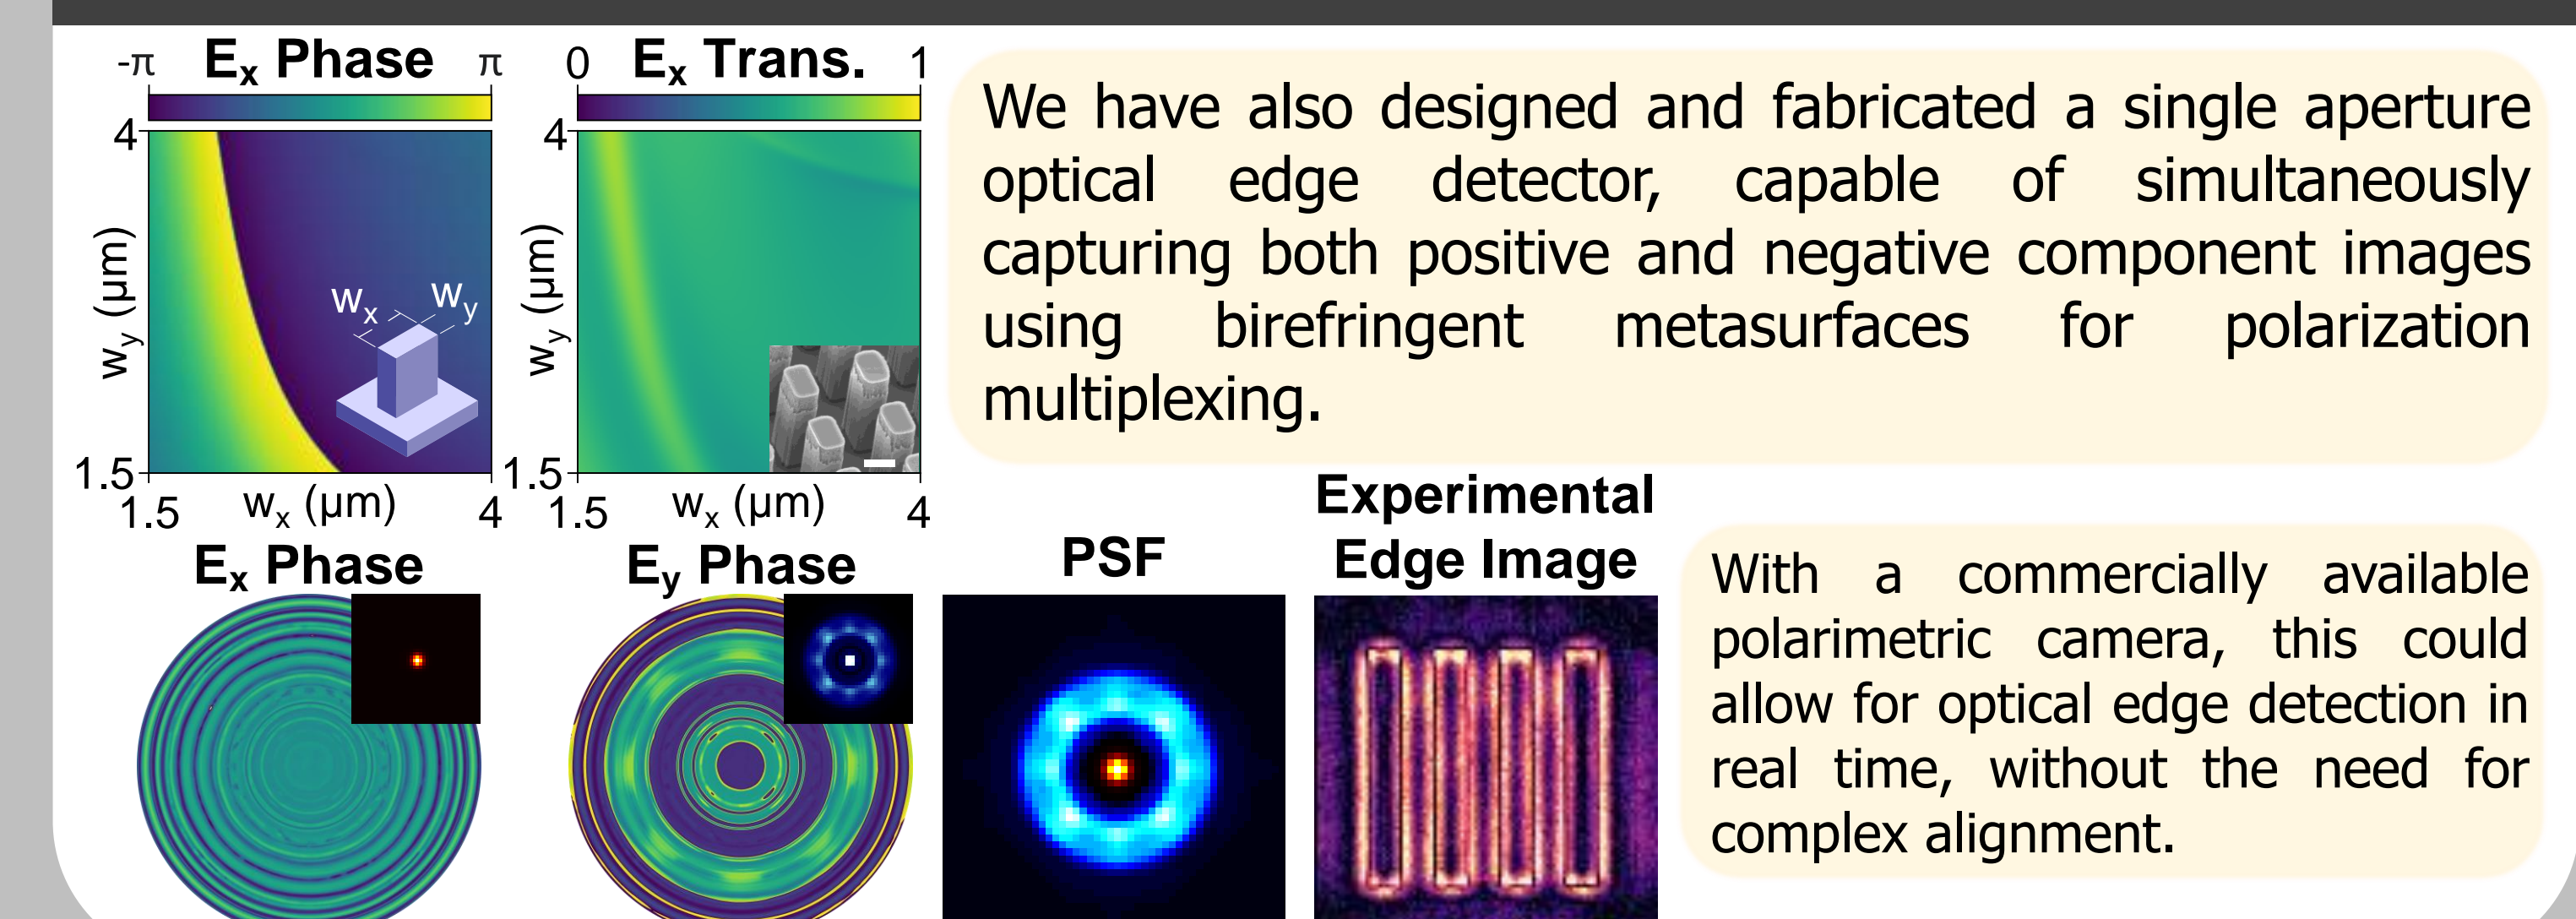 -π Ex Phase π
0 Ex Trans. 1
4
wy (μm)
wx wy
1.5
1.5 wx (μm) 4
4
wy (μm)
1.5
1.5 wx (μm) 4
We have also designed and fabricated a single aperture
optical edge detector, capable of simultaneously
capturing both positive and negative component images
using birefringent metasurfaces for polarization
multiplexing.
Ex Phase
Ey Phase
PSF
Experimental
Edge Image
With a commercially available
polarimetric camera, this could
allow for optical edge detection in
real time, without the need for
complex alignment.